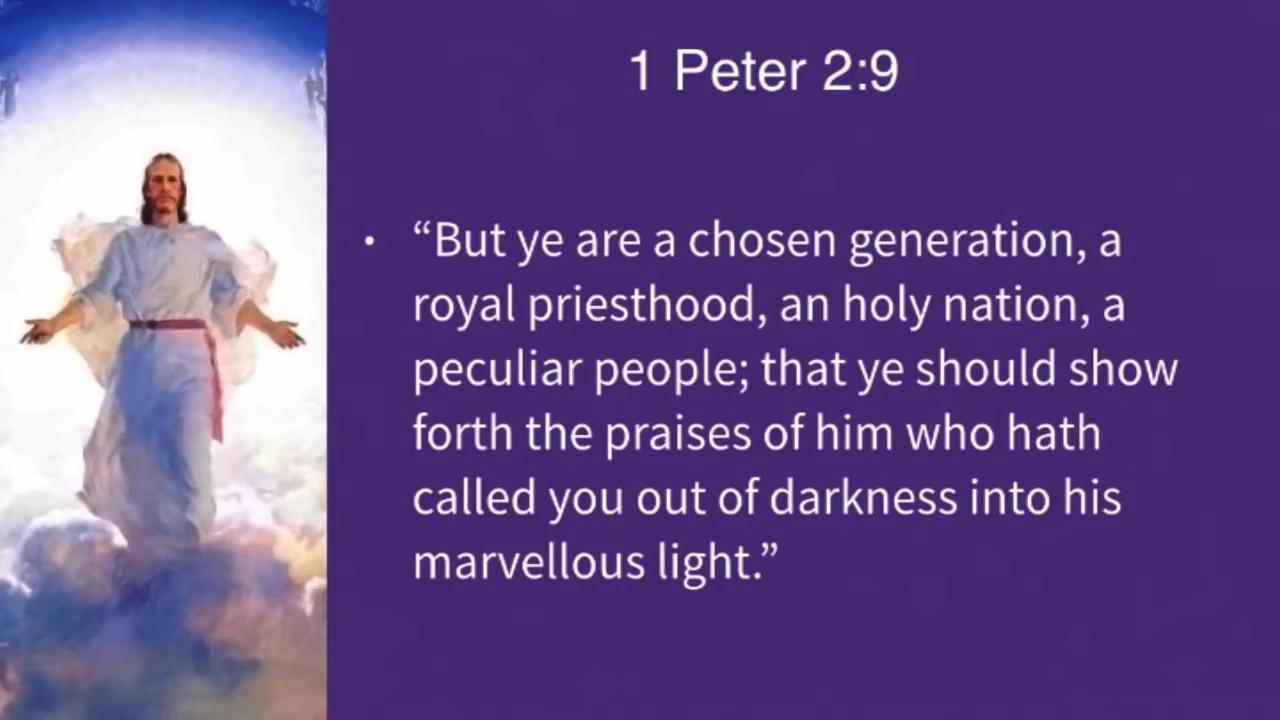 1 Peter 2:9
• “But ye are a chosen generation, a
royal priesthood, an holy nation, a
peculiar people; that ye should show
forth the praises of him who hath
called you out of darkness into his
marvellous light.”